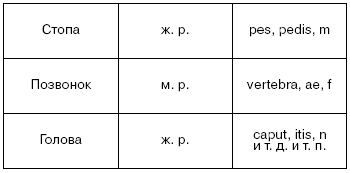 Стопа ж. р. pes, pedis, m
Позвонок м. р. vertebra, ae, f
Голова ж. р. caput, itis, n
и т. д. и т. п.